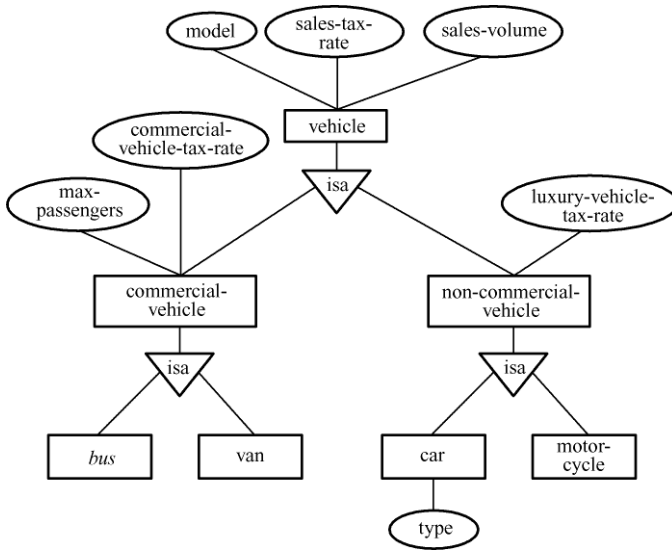 model
sales-tax-
rate
sales-volume
vehicle
commercial-
vehicle-tax-rate
isa
max-
passengers
luxury-vehicle-
tax-rate
commercial-
vehicle
non-commercial-
vehicle
isa
isa
bus
van
car
motor-
cycle
type